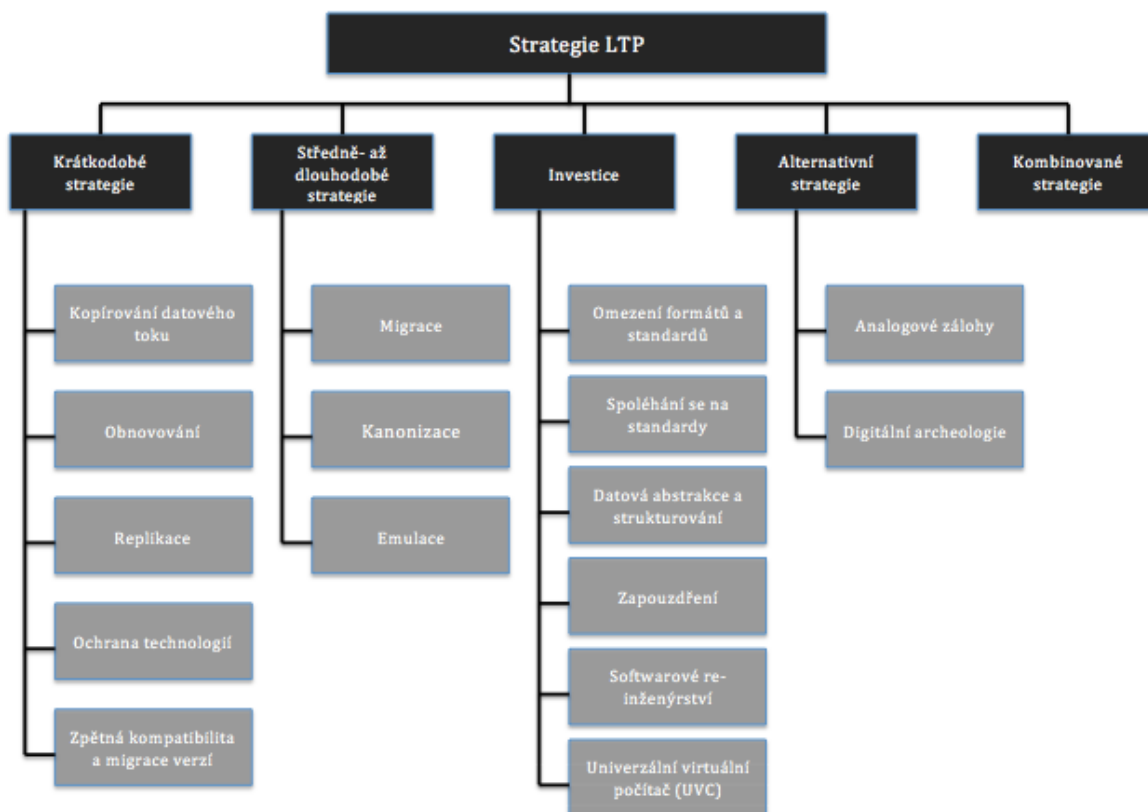 Strategie LTP
Krátkodobé
strategie
Středně- až
dlouhodobé
strategie
Investice
Alternativní
strategie
Kombinované
strategie
Kopírování datového
toku
Obnovování
Replikace
Ochrana technologií
Zpětná kompatibilita
a migrace verzí
Migrace
Kanonizace
Emulace
Omezení formátů a
standardů
Spoléhání se na
standardy
Datová abstrakce a
strukturování
Zapouzdření
Softwarové re-
inženýrství
Univerzální virtuální
počítač (UVC)
Analogové zálohy
Digitální archeologie